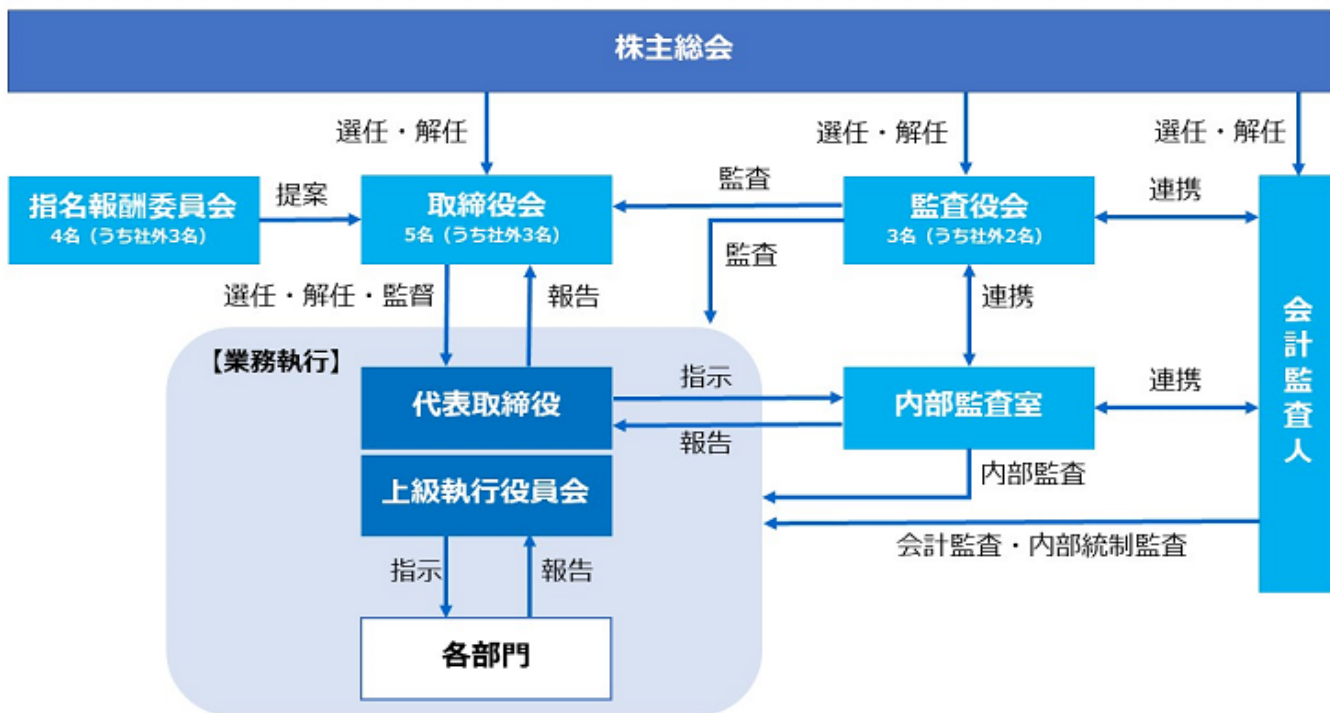 株主総会
選任・解任
選任・解任
選任・解任
指名報酬委員会
4名（うち社外3名）
提案
取締役会
5名（うち社外3名）
監査
監査
監査役会
3名（うち社外2名）
連携
選任・解任・監督
報告
連携
会計監査人
【業務執行】
代表取締役
指示
報告
内部監査室
連携
上級執行役員会
内部監査
会計監査・内部統制監査
指示
報告
各部門